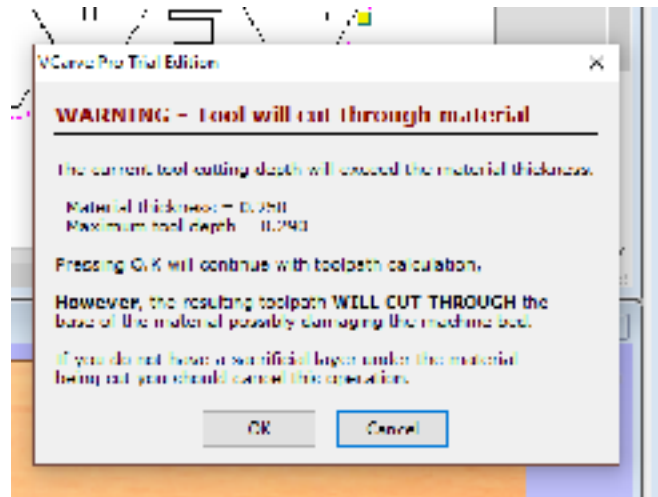 VCarve Pro Trial Edition
WARNING - Tool will cut through material
The current tool cutting depth will exceed the material thickness.
Material thickness = 0.250
Maximum tool depth = 0.290
Pressing O.K will continue with toolpath calculation.
However, the resulting toolpath WILL CUT THROUGH the
base of the material possibly damaging the machine bed.
If you do not have a sacrificial layer under the material
being cut you should cancel this operation.
OK
Cancel